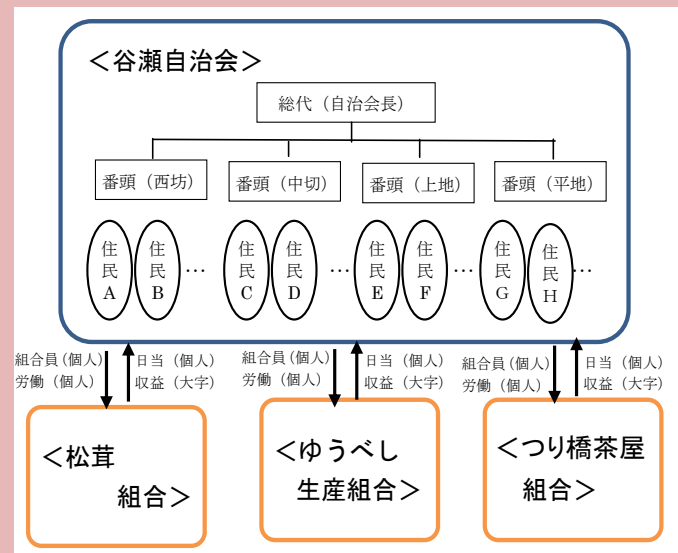 ＜谷瀬自治会＞
総代（自治会長）
番頭（西坊）
番頭（中切）
番頭（上地）
番頭（平地）
住民A
住民B
…
住民C
住民D
…
住民E
住民F
…
住民G
住民H
…
組合員(個人)
労働(個人)
日当（個人）
収益（大字）
組合員(個人)
労働（個人）
日当（個人）
収益（大字）
組合員(個人)
労働（個人）
日当（個人）
収益（大字）
＜松茸
組合＞
＜ゆうべし
生産組合＞
＜つり橋茶屋
組合＞